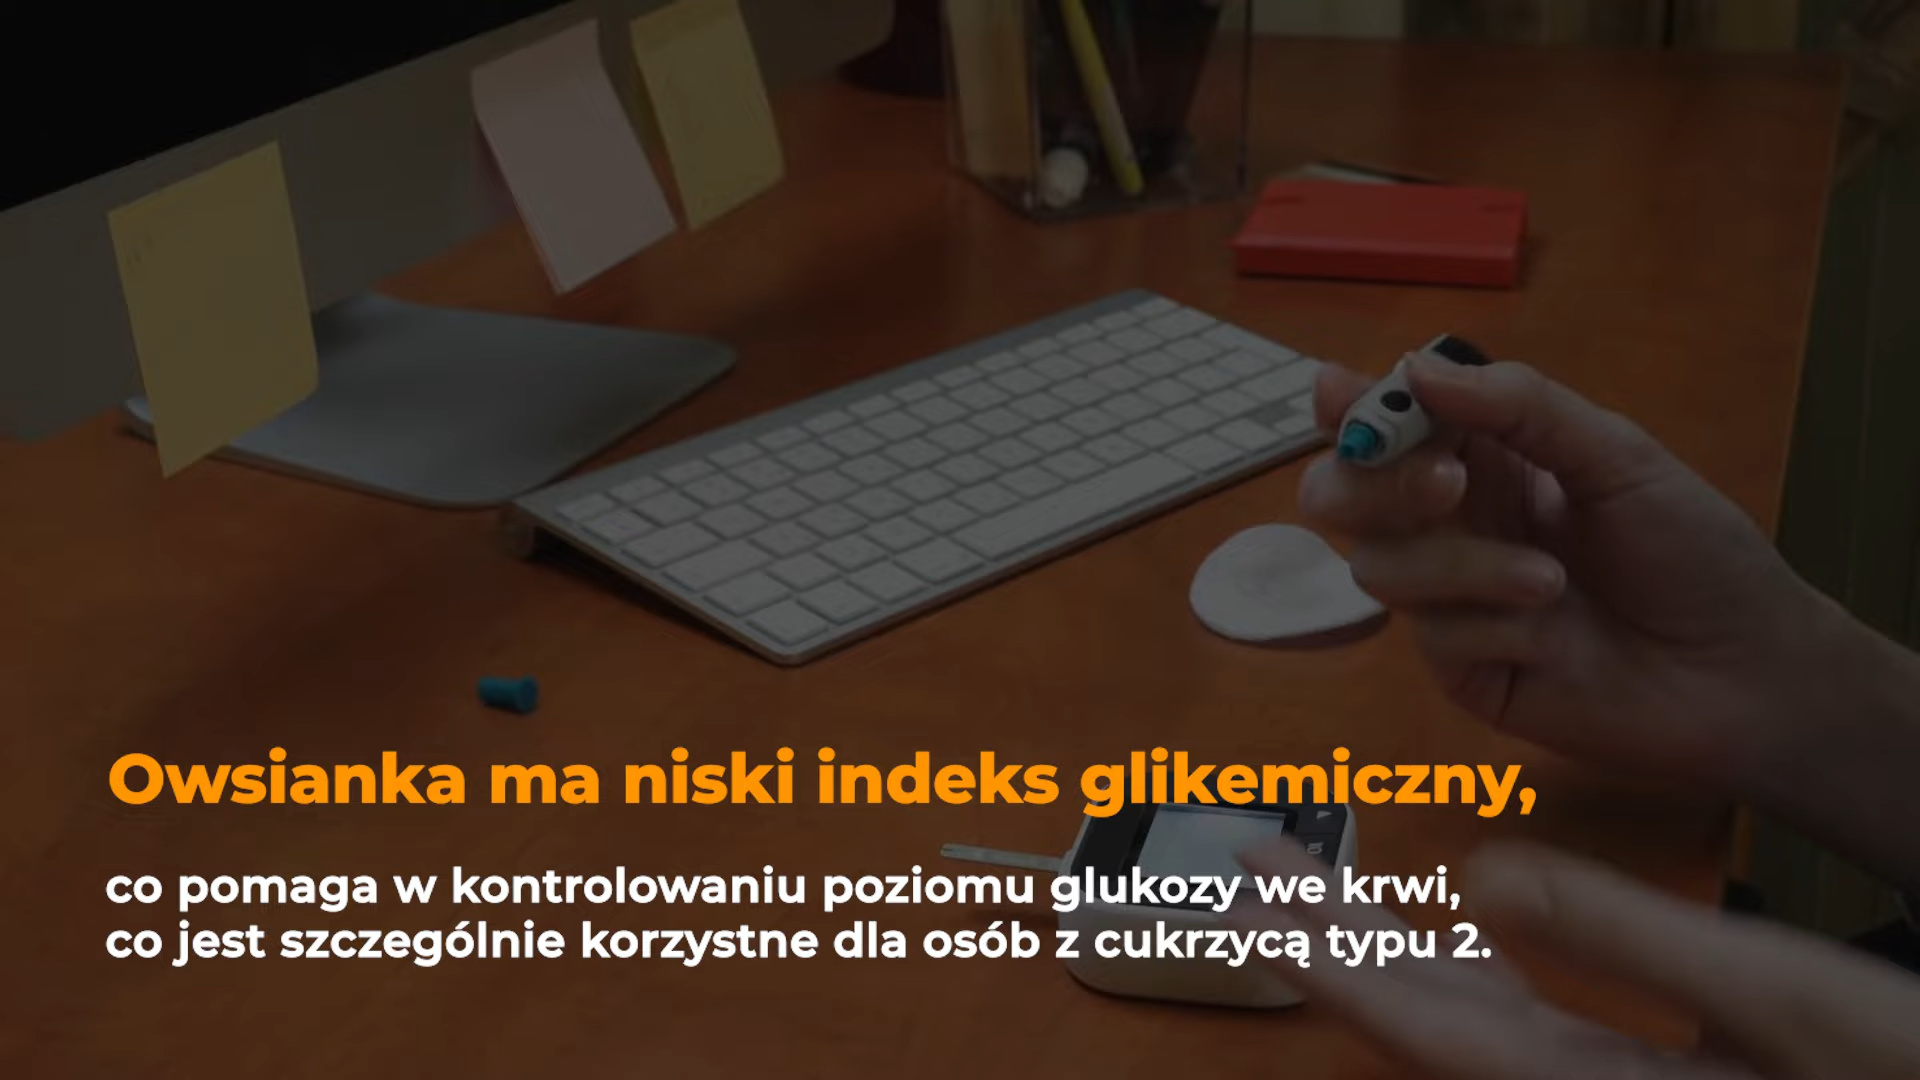 Owsianka ma niski indeks glikemiczny,
co pomaga w kontrolowaniu poziomu glukozy we krwi,
co jest szczególnie korzystne dla osób z cukrzycą typu 2.